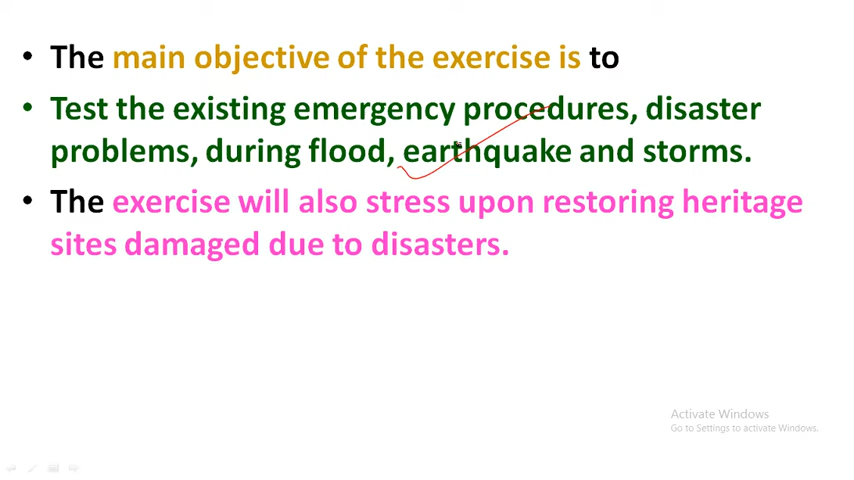 • The main objective of the exercise is to
• Test the existing emergency procedures, disaster
problems, during flood, earthquake and storms.
• The exercise will also stress upon restoring heritage
sites damaged due to disasters.
Activate Windows
Go to Settings to activate Windows.